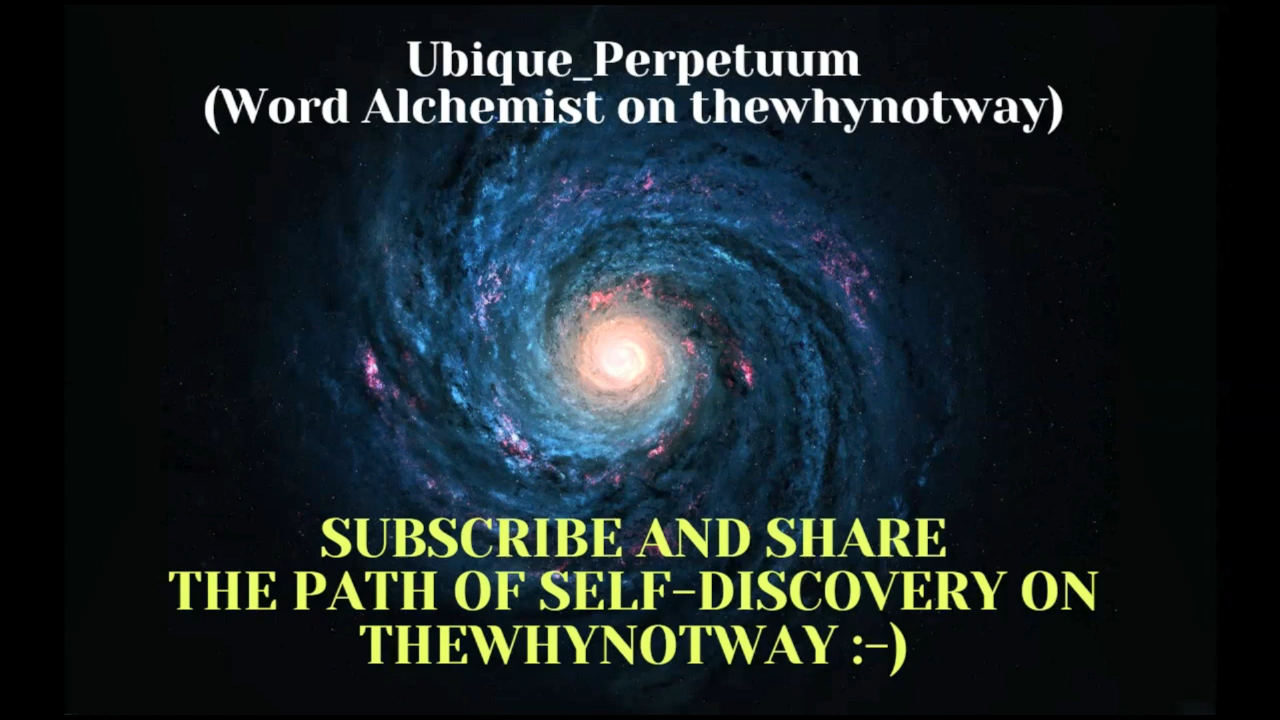 Ubique_Perpetuum
(Word Alchemist on thewhynotway)
SUBSCRIBE AND SHARE
THE PATH OF SELF-DISCOVERY ON
THEWHYNOTWAY :-)